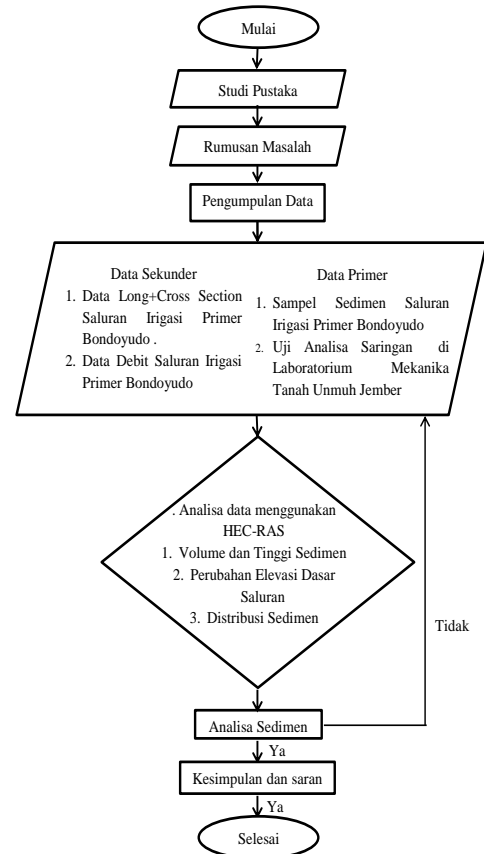 Mulai
Studi Pustaka
Rumusan Masalah
Pengumpulan Data
Data Sekunder
1. Data Long+Cross Section
Saluran Irigasi Primer
Bondoyudo .
2. Data Debit Saluran Irigasi
Primer Bondoyudo
Data Primer
1. Sampel Sedimen Saluran
Irigasi Primer Bondoyudo
2. Uji Analisa Saringan di
Laboratorium Mekanika
Tanah Unmuh Jember
. Analisa data menggunakan
HEC-RAS
1. Volume dan Tinggi Sedimen
2. Perubahan Elevasi Dasar
Saluran
3. Distribusi Sedimen
Tidak
Analisa Sedimen
Ya
Kesimpulan dan saran
Ya
Selesai